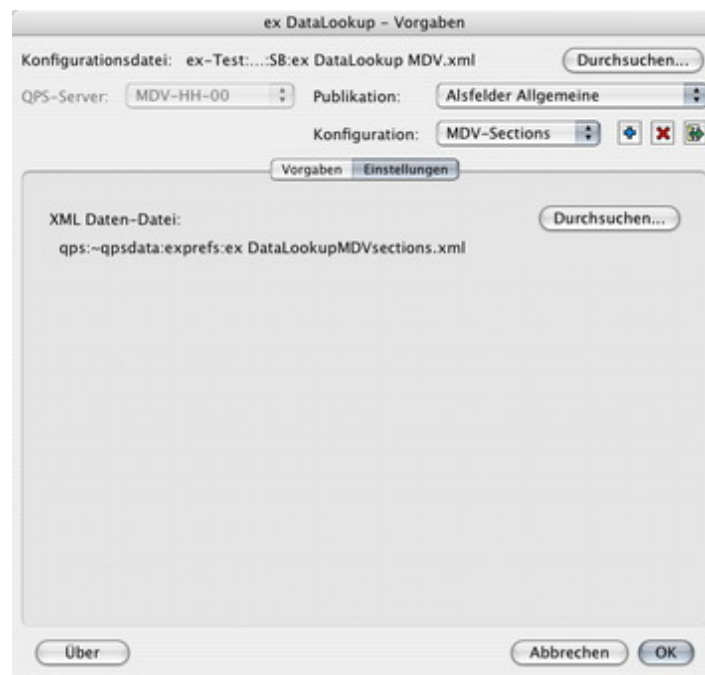 ex DataLookup – Vorgaben
Konfigurationsdatei: ex-Test:...:SB:ex DataLookup MDV.xml Durchsuchen...
QPS-Server: MDV-HH-00 Publikation: Alsfelder Allgemeine
Konfiguration: MDV-Sections
Vorgaben Einstellungen
XML Daten-Datei: Durchsuchen...
qps:~qpsdata:exprefs:ex DataLookupMDVsections.xml
Über Abbrechen OK